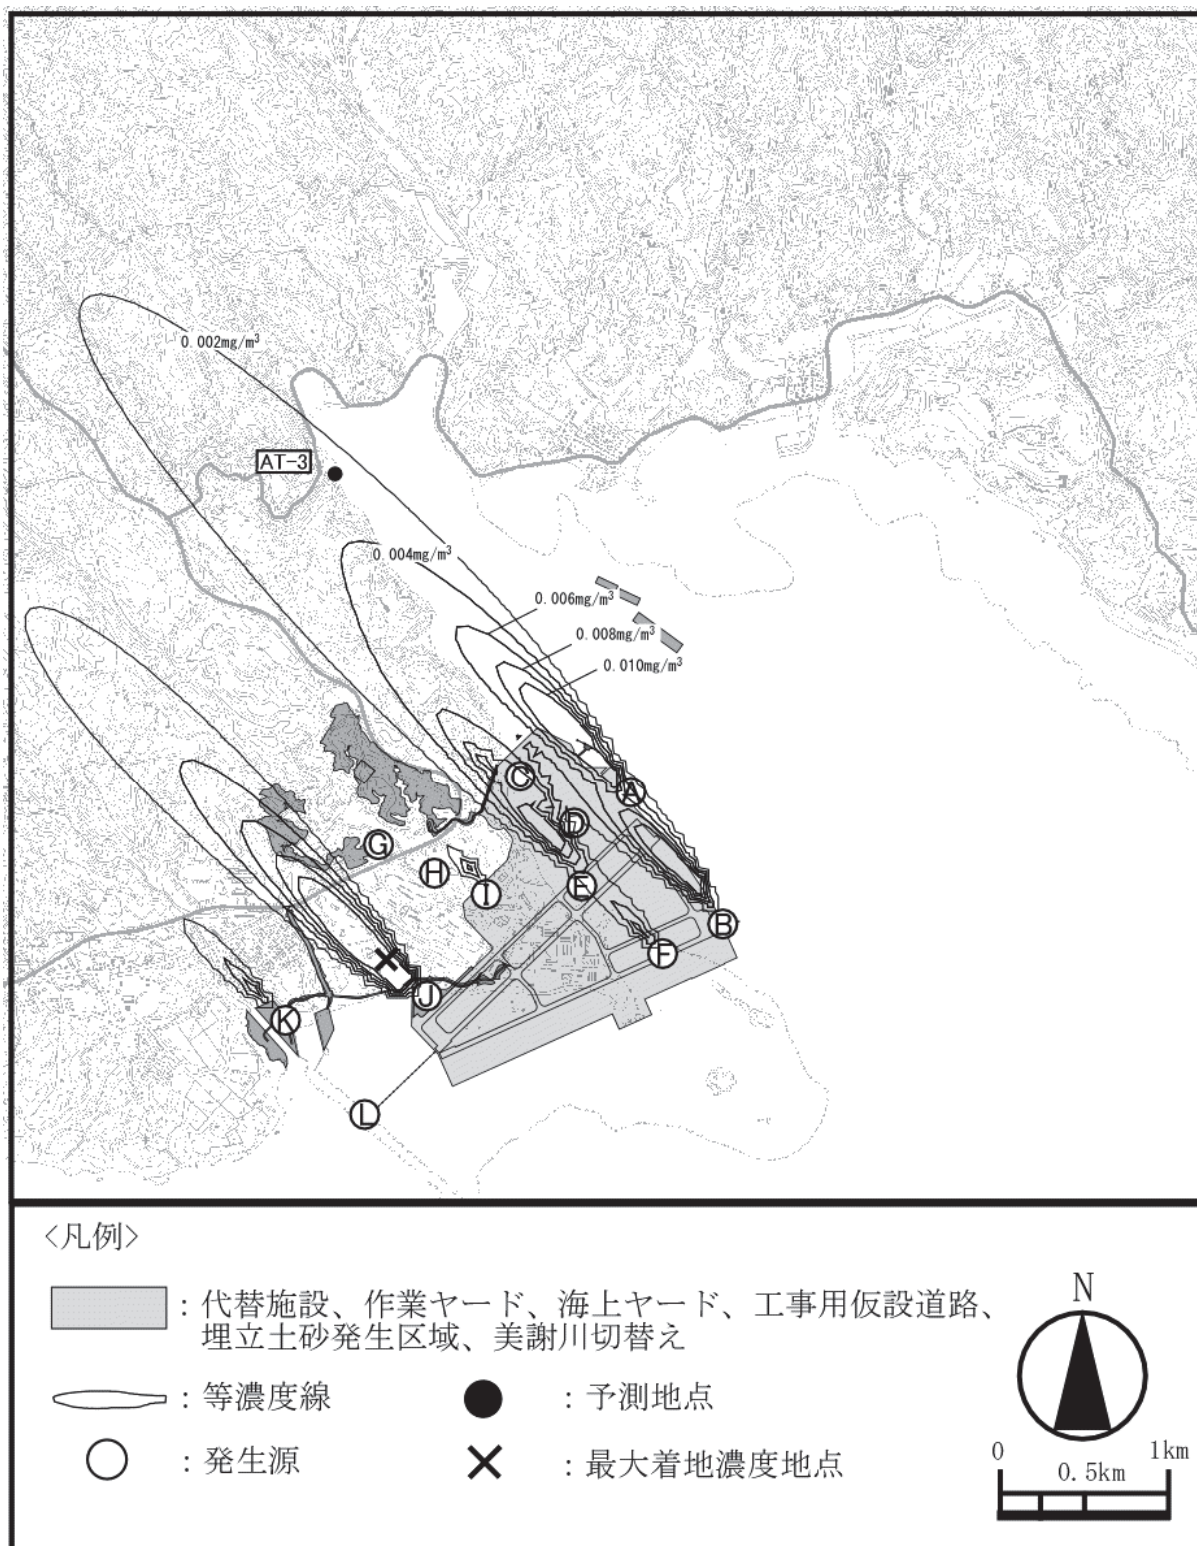 0.002mg/m³
AT-3
0.004mg/m³
0.006mg/m³
0.008mg/m³
0.010mg/m³
C
A
D
G
H
I
E
B
F
J
K
L
<凡例>
：代替施設、作業ヤード、海上ヤード、工事用仮設道路、
埋立土砂発生区域、美謝川切替え
：等濃度線
：予測地点
：発生源
：最大着地濃度地点
N
0
0.5km
1km